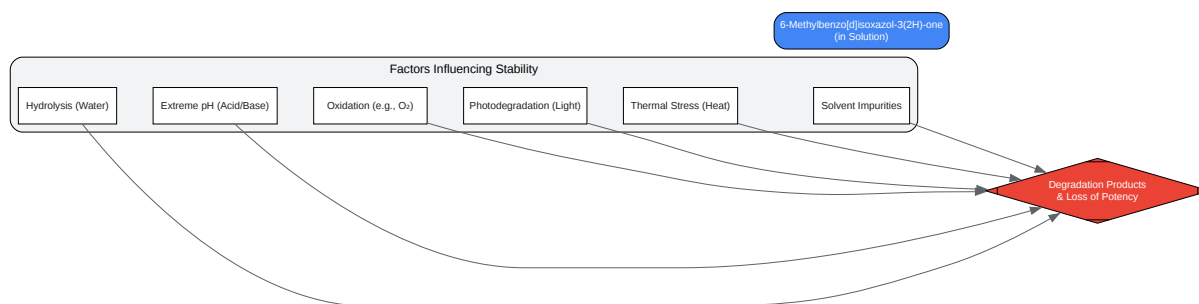 6-Methylbenzo[d]isoxazol-3(2H)-one
(in Solution)
Factors Influencing Stability
Hydrolysis (Water)
Extreme pH (Acid/Base)
Oxidation (e.g., O₂)
Photodegradation (Light)
Thermal Stress (Heat)
Solvent Impurities
Degradation Products
& Loss of Potency